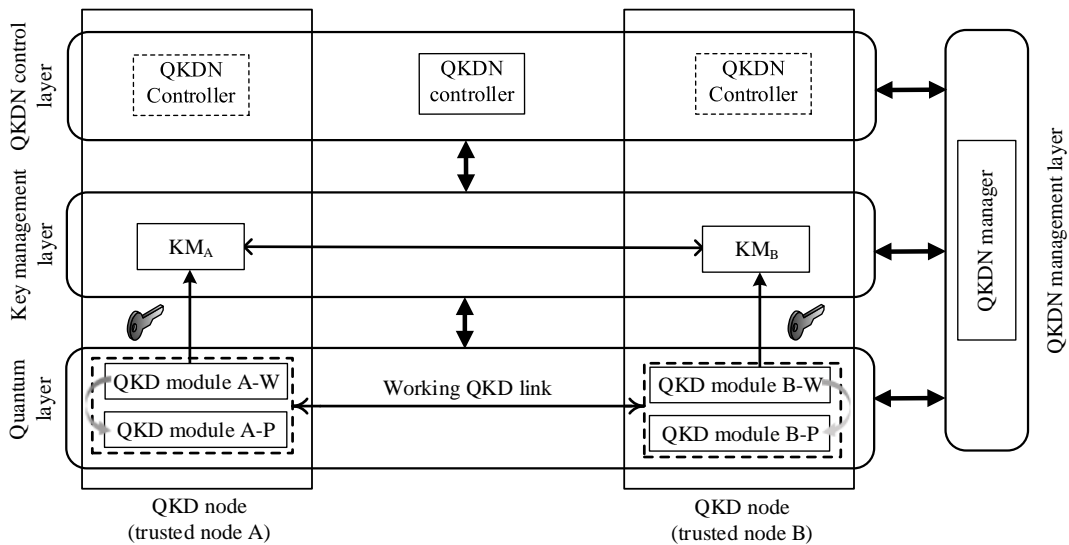 QKDN control
layer
QKDN
Controller
QKDN
controller
QKDN
Controller
Key management
layer
KMA
KMB
QKDN manager
QKDN management layer
Quantum
layer
QKD module A-W
QKD module A-P
Working QKD link
QKD module B-W
QKD module B-P
QKD node
(trusted node A)
QKD node
(trusted node B)